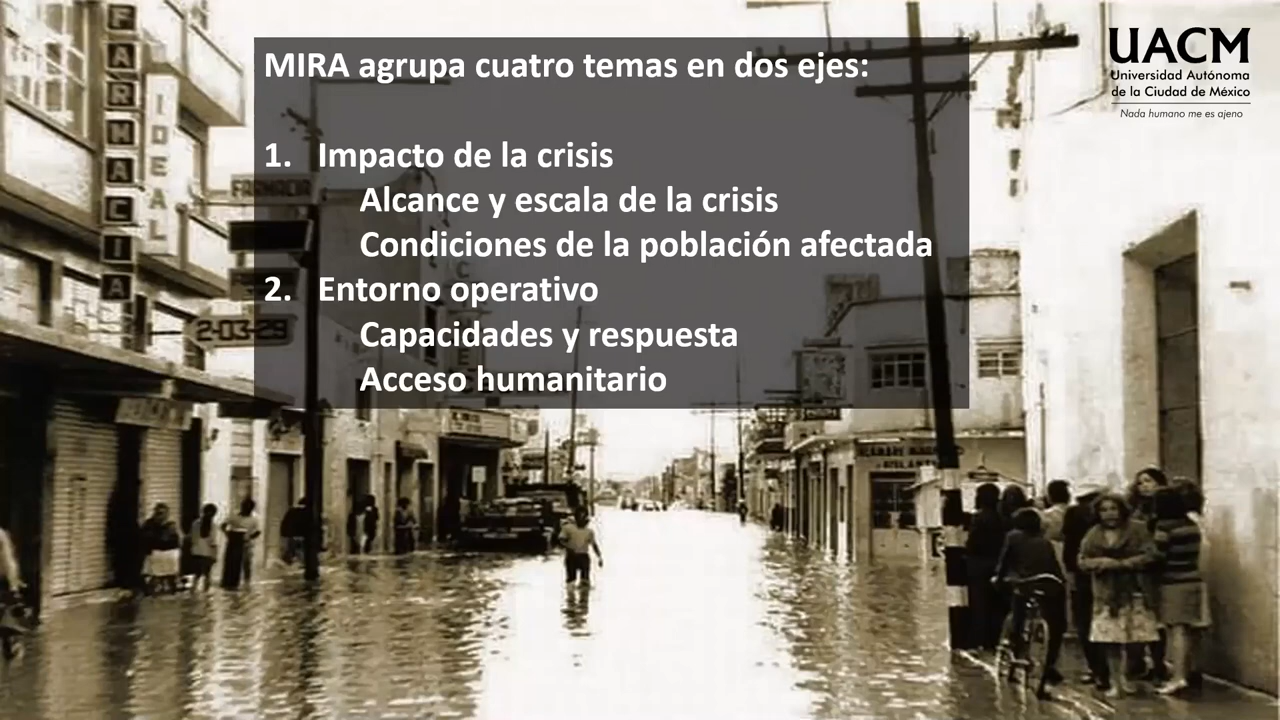 MIRA agrupa cuatro temas en dos ejes:
1. Impacto de la crisis
Alcance y escala de la crisis
Condiciones de la población afectada
2. Entorno operativo
Capacidades y respuesta
Acceso humanitario
UACM
Universidad Autónoma
de la Ciudad de México
Nada humano me es ajeno
FARMACIA
IDEAL
FARMACIA
2-03-29